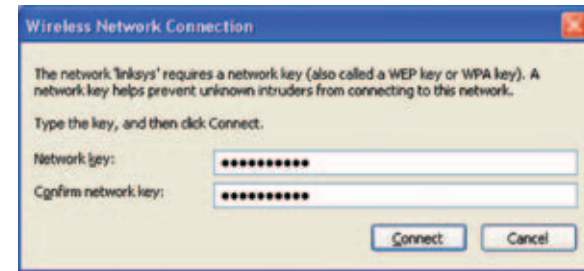 Wireless Network Connection
The network 'linksys' requires a network key (also called a WEP key or WPA key). A
network key helps prevent unknown intruders from connecting to this network.
Type the key, and then click Connect.
Network key: ••••••••••
Confirm network key: ••••••••••
Connect Cancel